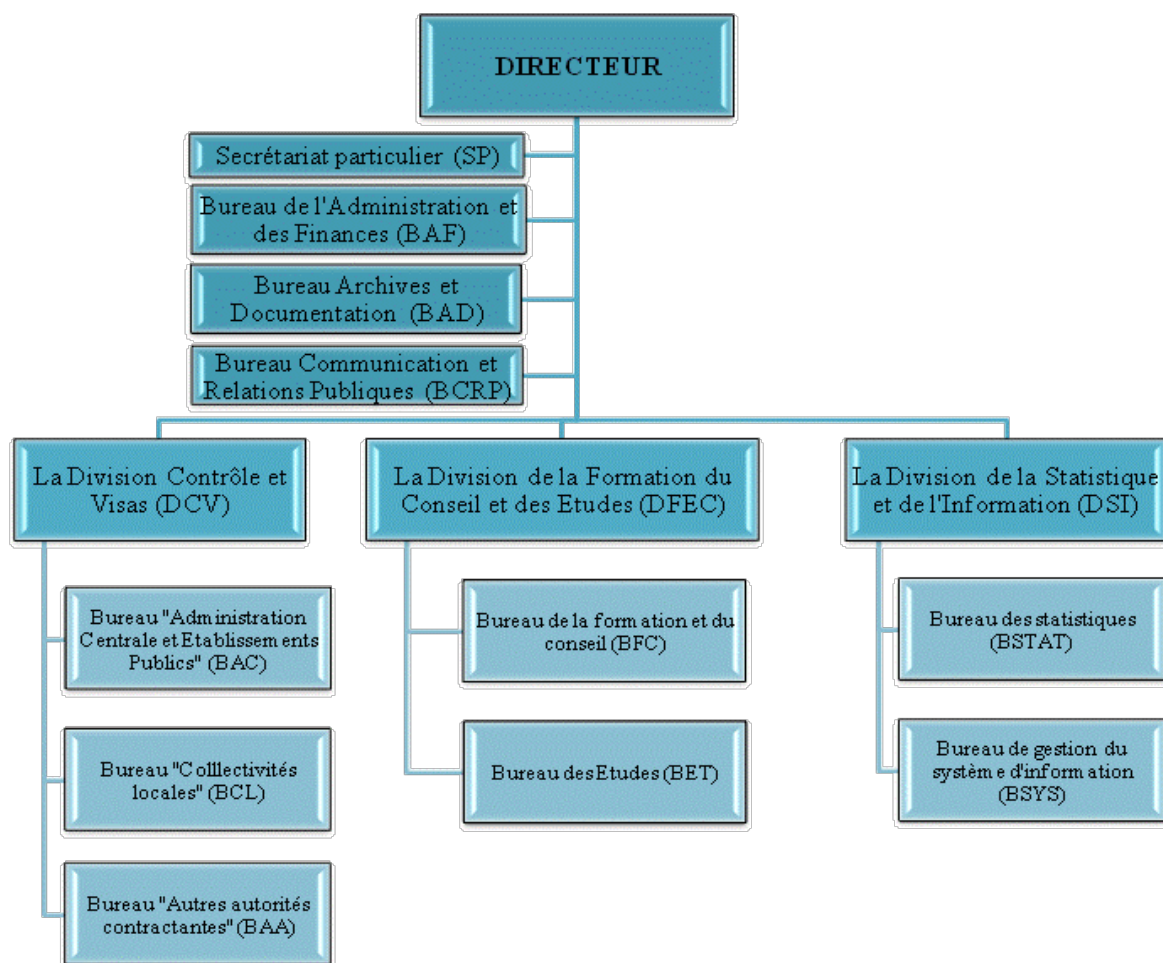 DIRECTEUR
Secrétariat particulier (SP)
Bureau de l'Administration et
des Finances (BAF)
Bureau Archives et
Documentation (BAD)
Bureau Communication et
Relations Publiques (BCRP)
La Division Contrôle et
Visas (DCV)
La Division de la Formation du
Conseil et des Etudes (DFEC)
La Division de la Statistique
et de l'Information (DSI)
Bureau "Administration
Centrale et Etablissements
Publics" (BAC)
Bureau "Colllectivités
locales" (BCL)
Bureau "Autres autorités
contractantes" (BAA)
Bureau de la formation et du
conseil (BFC)
Bureau des Etudes (BET)
Bureau des statistiques
(BSTAT)
Bureau de gestion du
système d'information
(BSYS)